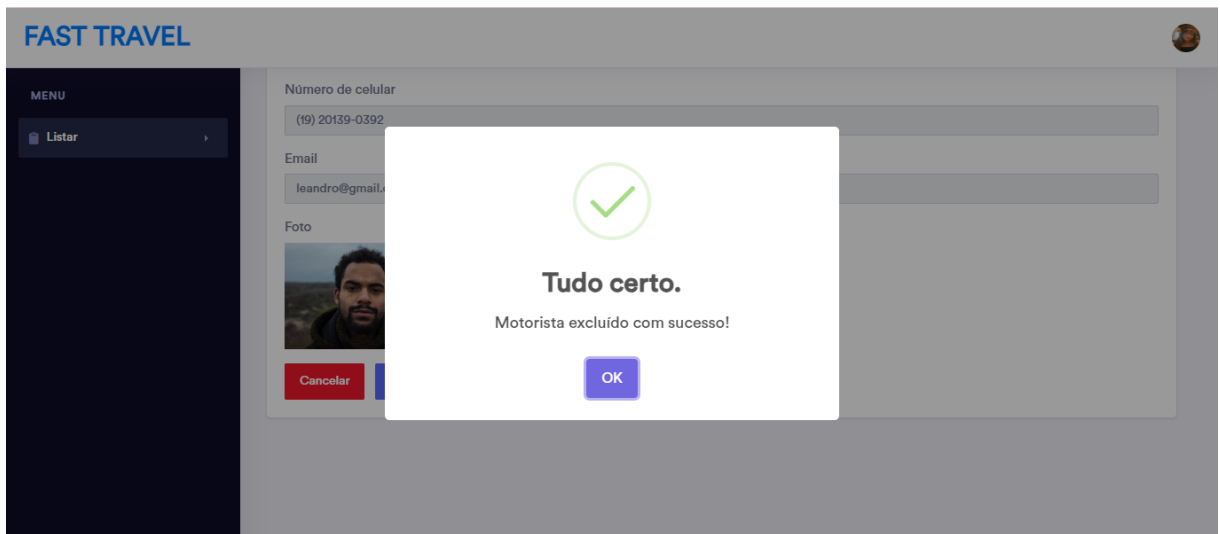 FAST TRAVEL
MENU
Listar
Número de celular
(19) 20139-0392
Email
leandro@gmail.
Foto
Cancelar
Tudo certo.
Motorista excluído com sucesso!
OK